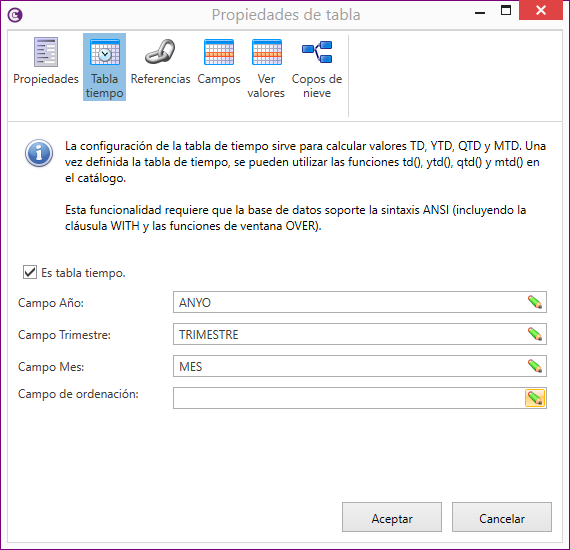 Propiedades de tabla
Propiedades
Tabla
tiempo
Referencias
Campos
Ver
valores
Copos de
nieve
La configuración de la tabla de tiempo sirve para calcular valores TD, YTD, QTD y MTD. Una
vez definida la tabla de tiempo, se pueden utilizar las funciones td(), ytd(), qtd() y mtd() en
el catálogo.
Esta funcionalidad requiere que la base de datos soporte la sintaxis ANSI (incluyendo la
cláusula WITH y las funciones de ventana OVER).
Es tabla tiempo.
Campo Año:
ANYO
Campo Trimestre:
TRIMESTRE
Campo Mes:
MES
Campo de ordenación:
Aceptar
Cancelar